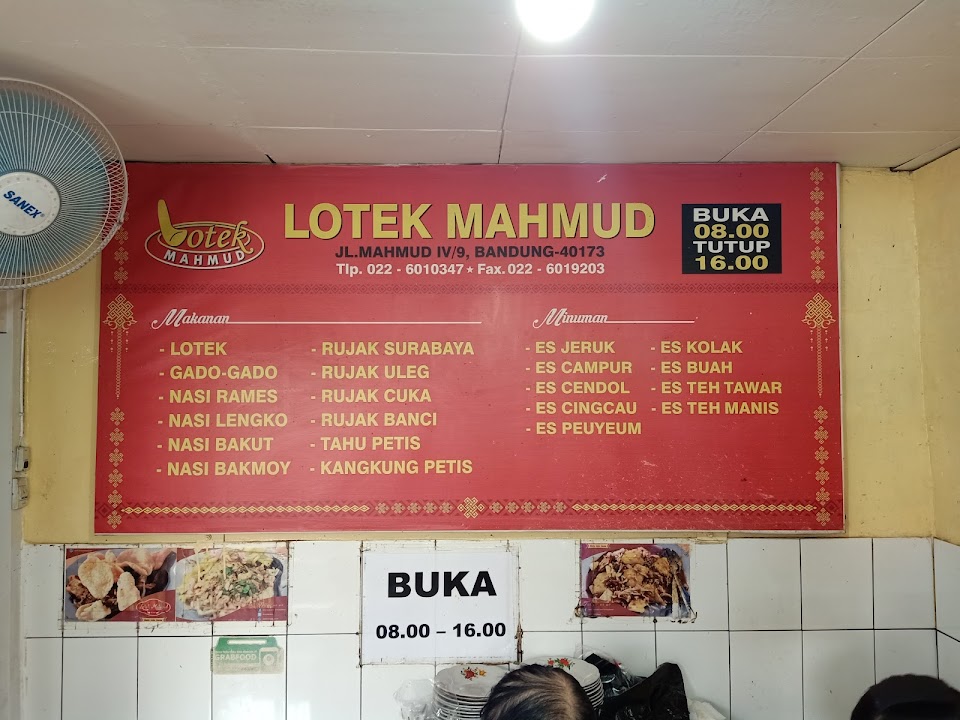 SANEX
Lotek
MAHMUD
LOTEK MAHMUD
JL.MAHMUD IV/9, BANDUNG-40173
Tlp. 022 - 6010347 ★ Fax. 022 - 6019203
BUKA
08.00
TUTUP
16.00
Makanan
- LOTEK
- GADO-GADO
- NASI RAMES
- NASI LENGKO
- NASI BAKUT
- NASI BAKMOY
- RUJAK SURABAYA
- RUJAK ULEG
- RUJAK CUKA
- RUJAK BANCI
- TAHU PETIS
- KANGKUNG PETIS
Minuman
- ES JERUK
- ES CAMPUR
- ES CENDOL
- ES CINGCAU
- ES PEUYEUM
- ES KOLAK
- ES BUAH
- ES TEH TAWAR
- ES TEH MANIS
BUKA
08.00 – 16.00
GRABFOOD